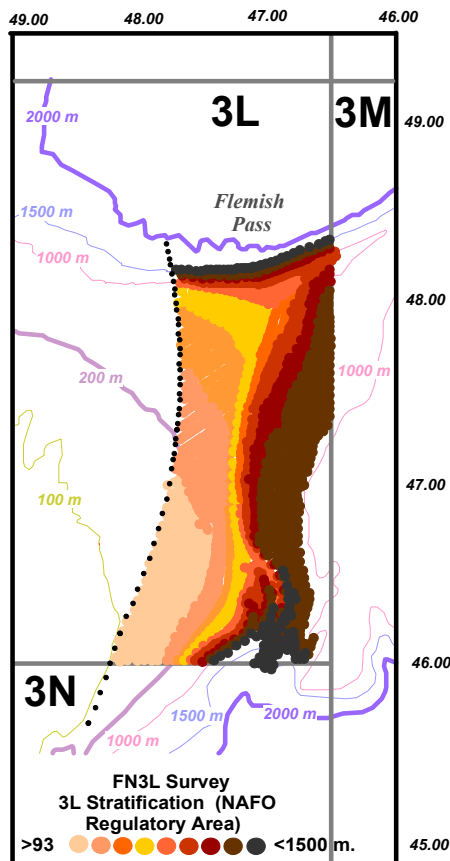 49.00 48.00 47.00 46.00
2000 m
3L 3M
49.00
1500 m
Flemish
Pass
1000 m
48.00
200 m
1000 m
100 m
47.00
46.00
3N
1500 m
2000 m
1000 m
FN3L Survey
3L Stratification (NAFO
Regulatory Area)
>93 <1500 m.
45.00